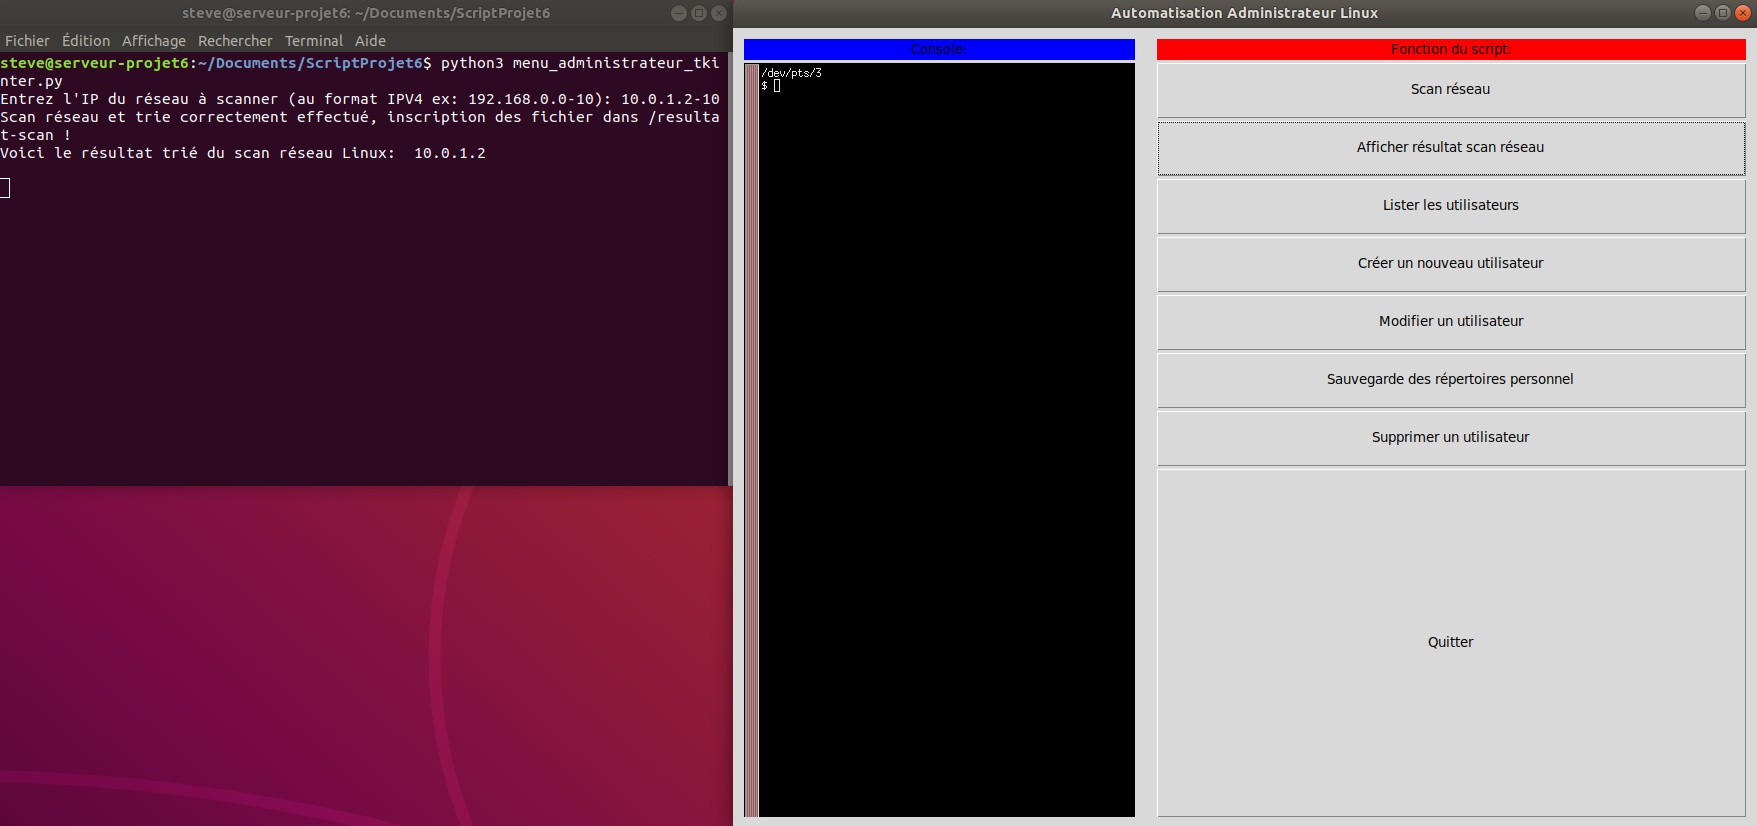 steve@serveur-projet6: ~/Documents/ScriptProjet6
Fichier Édition Affichage Rechercher Terminal Aide
steve@serveur-projet6:~/Documents/ScriptProjet6$ python3 menu_administrateur_tki
nter.py
Entrez l'IP du réseau à scanner (au format IPV4 ex: 192.168.0.0-10): 10.0.1.2-10
Scan réseau et trie correctement effectué, inscription des fichier dans /resulta
t-scan !
Voici le résultat trié du scan réseau Linux:  10.0.1.2
Automatisation Administrateur Linux
Console:
/dev/pts/3
$
Fonction du script:
Scan réseau
Afficher résultat scan réseau
Lister les utilisateurs
Créer un nouveau utilisateur
Modifier un utilisateur
Sauvegarde des répertoires personnel
Supprimer un utilisateur
Quitter